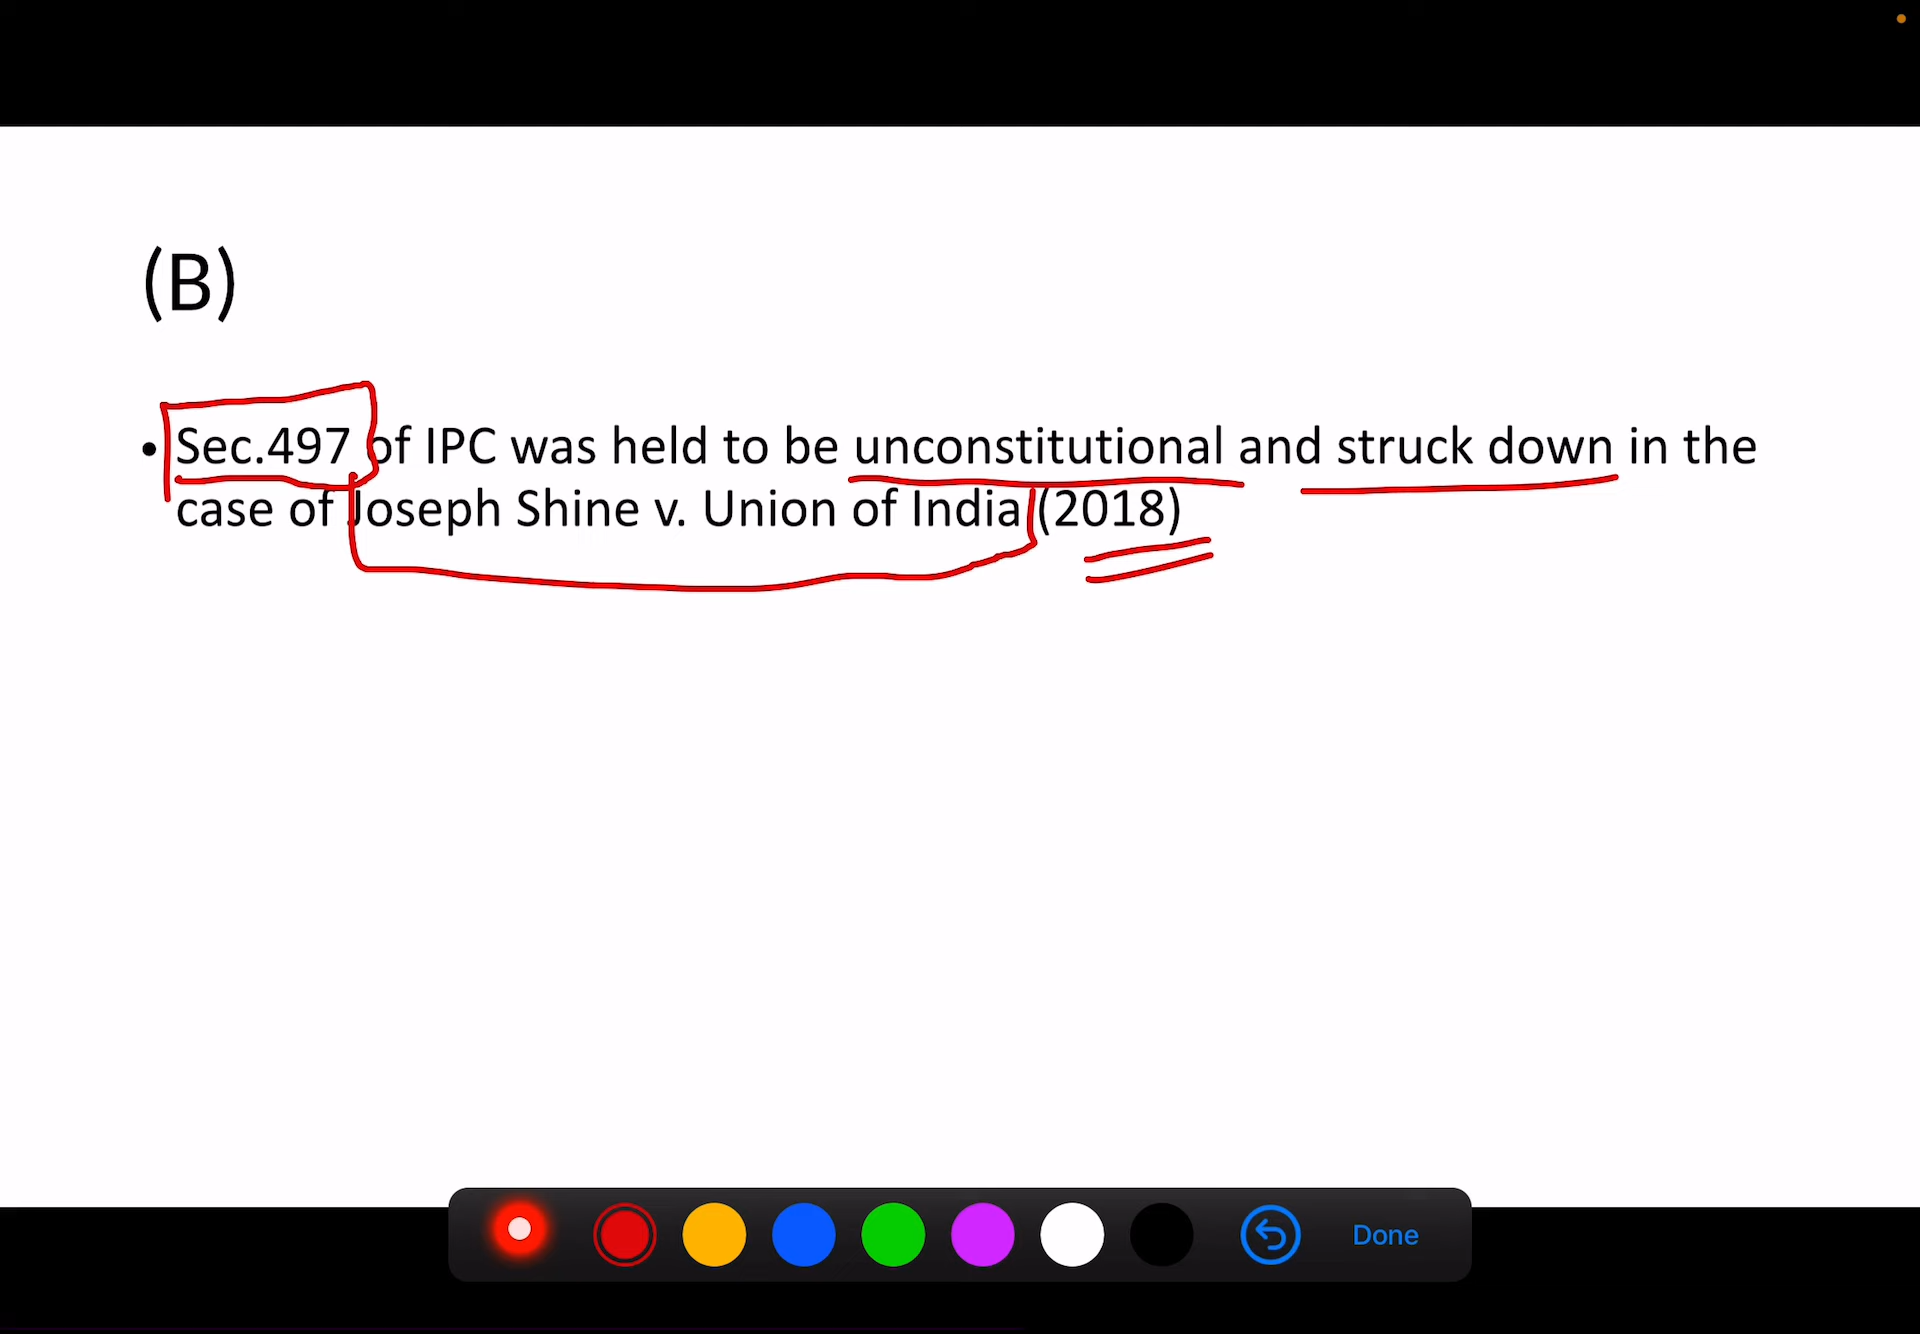 (B)
• Sec.497 of IPC was held to be unconstitutional and struck down in the
case of Joseph Shine v. Union of India (2018)
Done